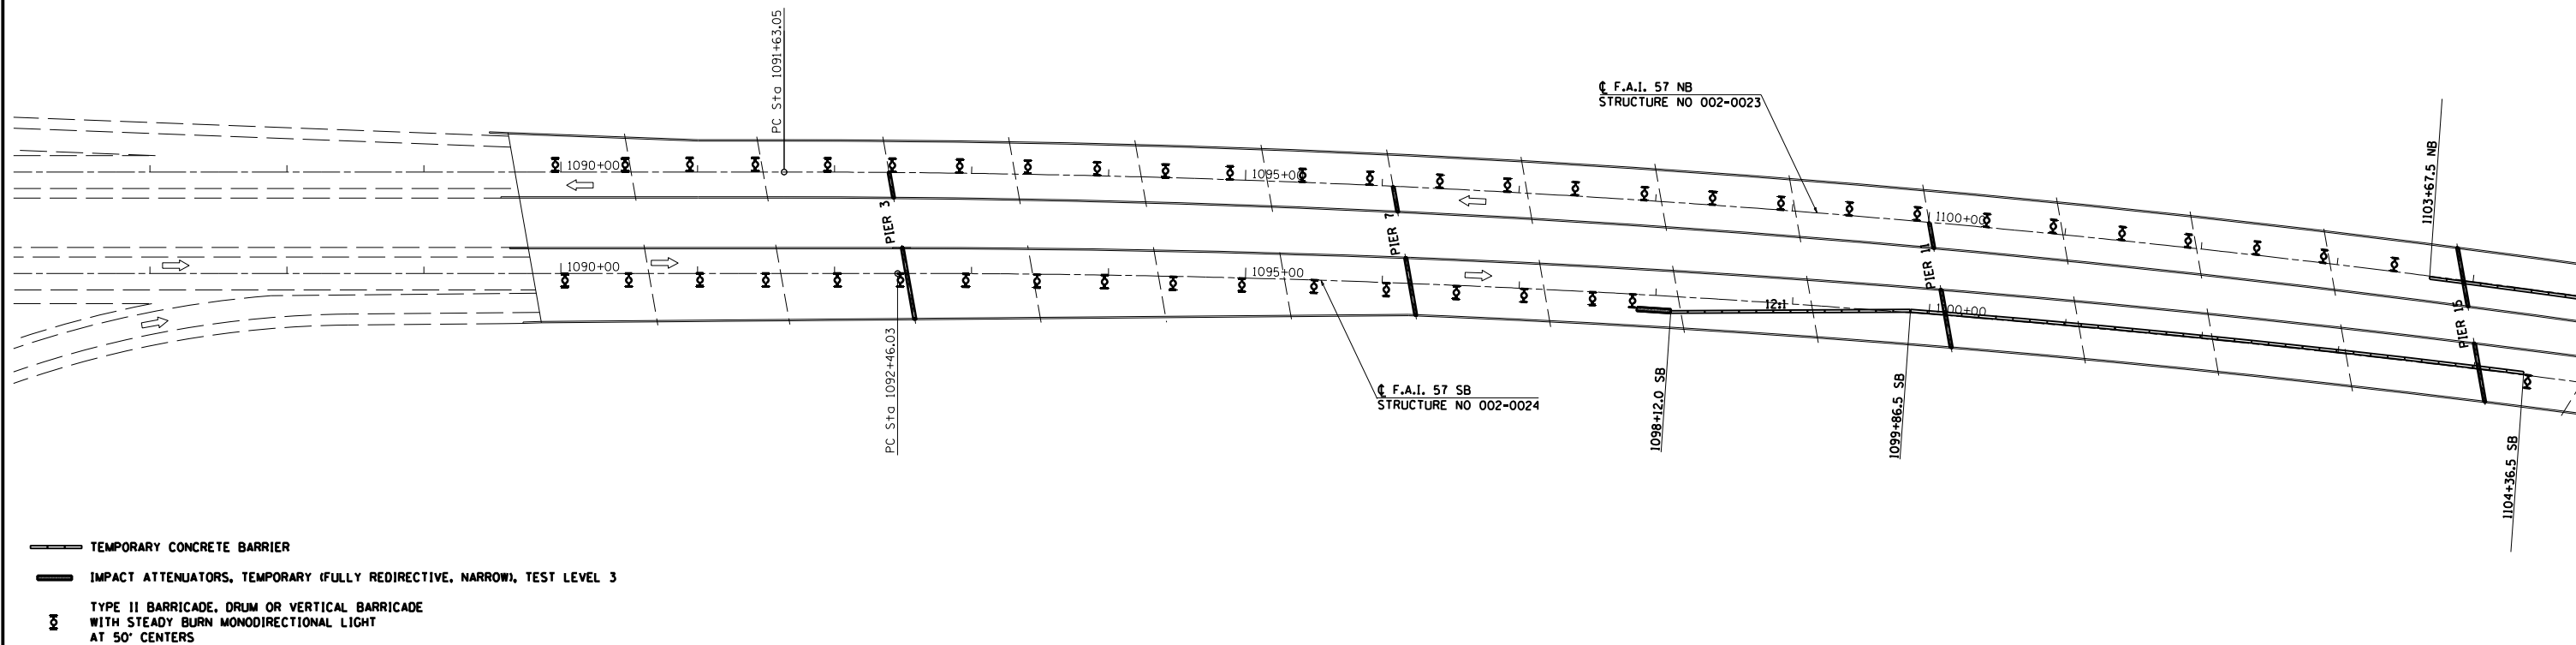 PC Sta 1091+63.05
℄ F.A.I. 57 NB
STRUCTURE NO 002-0023
1103+67.5 NB
1090+00
1095+00
1100+00
PIER 3
PIER 7
PIER 11
PIER 15
1090+00
1095+00
12:1
1100+00
PC Sta 1092+46.03
℄ F.A.I. 57 SB
STRUCTURE NO 002-0024
1098+12.0 SB
1099+86.5 SB
1104+36.5 SB
TEMPORARY CONCRETE BARRIER
IMPACT ATTENUATORS, TEMPORARY (FULLY REDIRECTIVE, NARROW), TEST LEVEL 3
TYPE II BARRICADE, DRUM OR VERTICAL BARRICADE
WITH STEADY BURN MONODIRECTIONAL LIGHT
AT 50' CENTERS